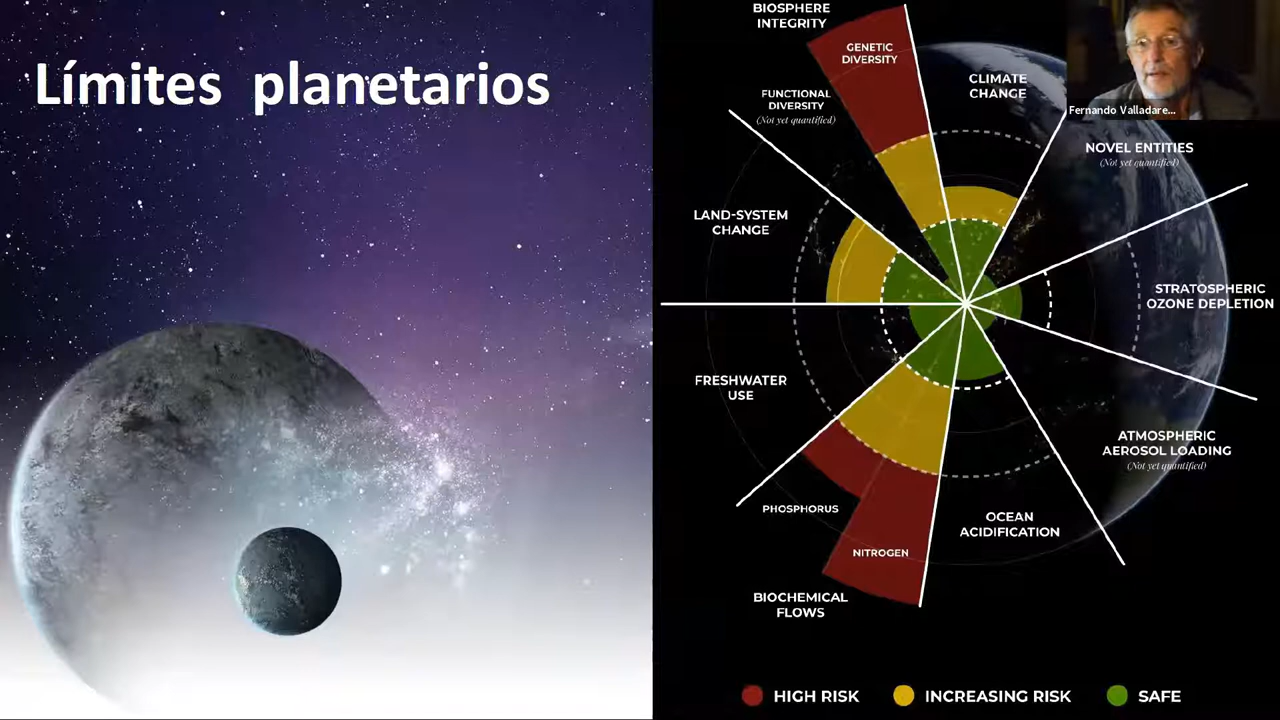 Límites planetarios
BIOSPHERE
INTEGRITY
GENETIC
DIVERSITY
FUNCTIONAL
DIVERSITY
(Not yet quantified)
CLIMATE
CHANGE
Fernando Valladare...
NOVEL ENTITIES
(Not yet quantified)
LAND-SYSTEM
CHANGE
STRATOSPHERIC
OZONE DEPLETION
FRESHWATER
USE
ATMOSPHERIC
AEROSOL LOADING
(Not yet quantified)
PHOSPHORUS
NITROGEN
OCEAN
ACIDIFICATION
BIOCHEMICAL
FLOWS
HIGH RISK
INCREASING RISK
SAFE